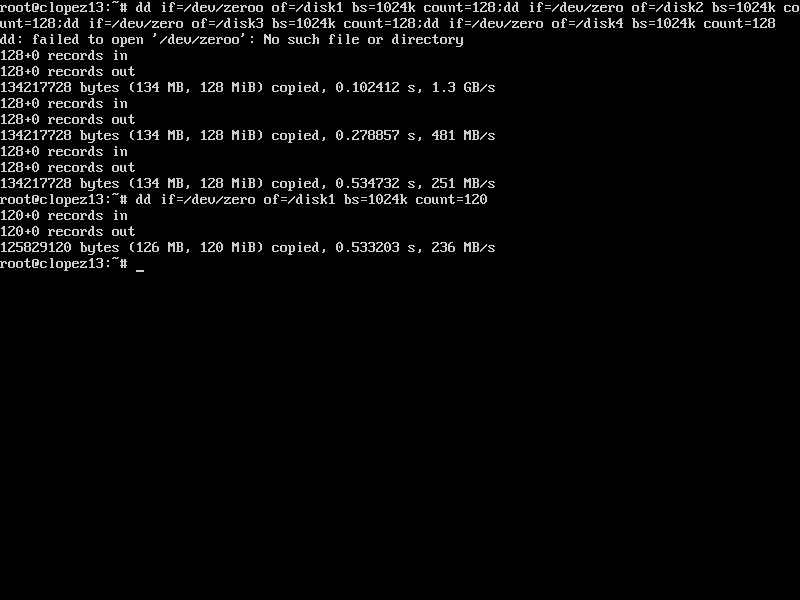 root@clopez13:~# dd if=/dev/zeroo of=/disk1 bs=1024k count=128;dd if=/dev/zero of=/disk2 bs=1024k co
unt=128;dd if=/dev/zero of=/disk3 bs=1024k count=128;dd if=/dev/zero of=/disk4 bs=1024k count=128
dd: failed to open '/dev/zeroo': No such file or directory
128+0 records in
128+0 records out
134217728 bytes (134 MB, 128 MiB) copied, 0.102412 s, 1.3 GB/s
128+0 records in
128+0 records out
134217728 bytes (134 MB, 128 MiB) copied, 0.278857 s, 481 MB/s
128+0 records in
128+0 records out
134217728 bytes (134 MB, 128 MiB) copied, 0.534732 s, 251 MB/s
root@clopez13:~# dd if=/dev/zero of=/disk1 bs=1024k count=120
120+0 records in
120+0 records out
125829120 bytes (126 MB, 120 MiB) copied, 0.533203 s, 236 MB/s
root@clopez13:~# _